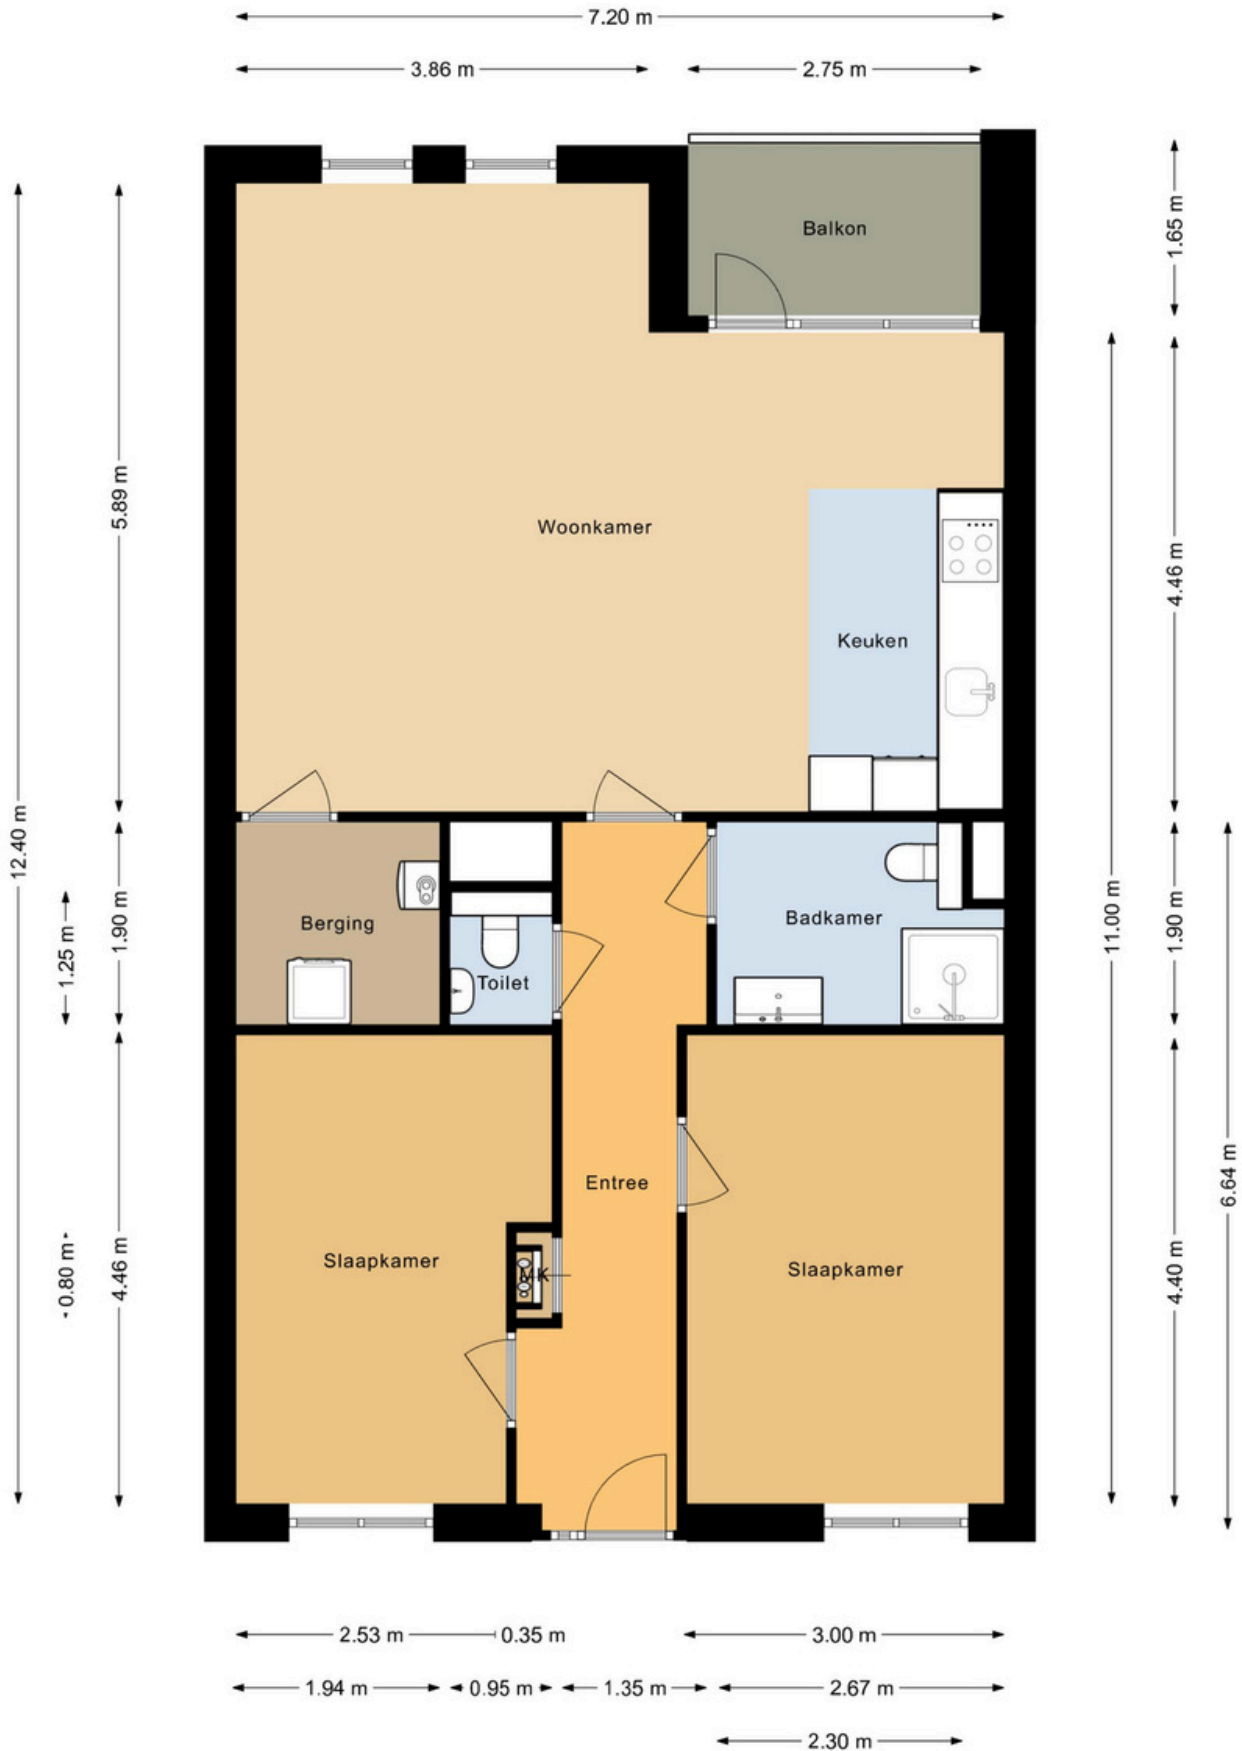 7.20 m
3.86 m
2.75 m
Balkon
1.65 m
5.89 m
Woonkamer
4.46 m
Keuken
12.40 m
11.00 m
1.90 m
1.25 m
Berging
Toilet
Badkamer
1.90 m
6.64 m
Entree
Slaapkamer
MK
Slaapkamer
0.80 m
4.46 m
4.40 m
2.53 m
0.35 m
3.00 m
1.94 m
0.95 m
1.35 m
2.67 m
2.30 m